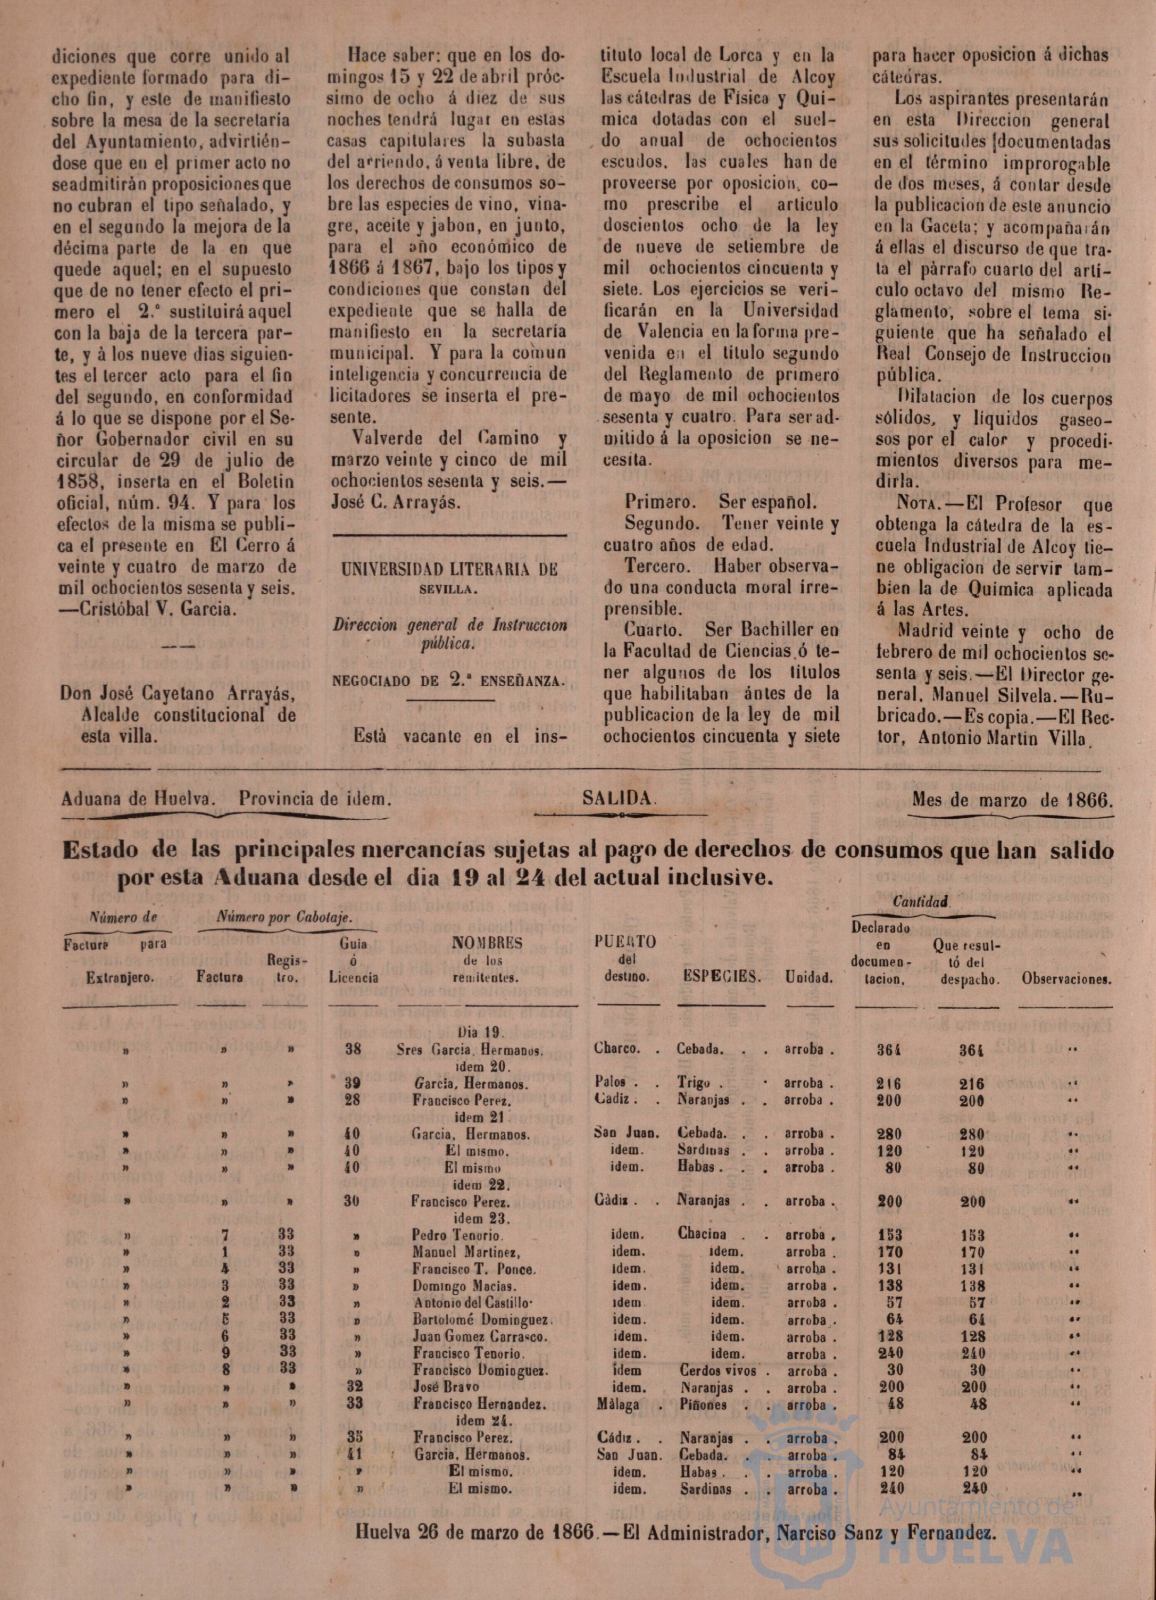 diciones que corre unido al
expediente formado para di-
cho fin, y este de manifiesto
sobre la mesa de la secretaría
del Ayuntamiento, advirtién-
dose que en el primer acto no
seadmitirán proposiciones que
no cubran el tipo señalado, y
en el segundo la mejora de la
décima parte de la en que
quede aquel; en el supuesto
que de no tener efecto el pri-
mero el 2.º sustituirá aquel
con la baja de la tercera par-
te, y á los nueve dias siguien-
tes el tercer acto para el fin
del segundo, en conformidad
á lo que se dispone por el Se-
ñor Gobernador civil en su
circular de 29 de julio de
1858, inserta en el Boletin
oficial, núm. 94. Y para los
efectos de la misma se publi-
ca el presente en El Cerro á
veinte y cuatro de marzo de
mil ochocientos sesenta y seis.
—Cristóbal V. Garcia.
Don José Cayetano Arrayás,
Alcalde constitucional de
esta villa.
Hace saber: que en los do-
mingos 15 y 22 de abril próc-
simo de ocho á diez de sus
noches tendrá lugar en estas
casas capitulares la subasta
del arriendo, á venta libre, de
los derechos de consumos so-
bre las especies de vino, vina-
gre, aceite y jabon, en junto,
para el año económico de
1866 á 1867, bajo los tipos y
condiciones que constan del
expediente que se halla de
manifiesto en la secretaría
municipal. Y para la comun
inteligencia y concurrencia de
licitadores se inserta el pre-
sente.
Valverde del Camino y
marzo veinte y cinco de mil
ochocientos sesenta y seis.—
José C. Arrayás.
UNIVERSIDAD LITERARIA DE
SEVILLA.
Direccion general de Instruccion
pública.
NEGOCIADO DE 2.ª ENSEÑANZA.
Está vacante en el ins-
tituto local de Lorca y en la
Escuela Industrial de Alcoy
las cátedras de Física y Quí-
mica dotadas con el suel-
do anual de ochocientos
escudos, las cuales han de
proveerse por oposicion, co-
mo prescribe el artículo
doscientos ocho de la ley
de nueve de setiembre de
mil ochocientos cincuenta y
siete. Los ejercicios se veri-
ficarán en la Universidad
de Valencia en la forma pre-
venida en el título segundo
del Reglamento de primero
de mayo de mil ochocientos
sesenta y cuatro. Para ser ad-
mitido á la oposicion se ne-
cesita.
Primero. Ser español.
Segundo. Tener veinte y
cuatro años de edad.
Tercero. Haber observa-
do una conducta moral irre-
prensible.
Cuarto. Ser Bachiller en
la Facultad de Ciencias ó te-
ner algunos de los títulos
que habilitaban ántes de la
publicacion de la ley de mil
ochocientos cincuenta y siete
para hacer oposicion á dichas
cátedras.
Los aspirantes presentarán
en esta Direccion general
sus solicitudes documentadas
en el término improrogable
de dos meses, á contar desde
la publicacion de este anuncio
en la Gaceta; y acompañarán
á ellas el discurso de que tra-
ta el párrafo cuarto del artí-
culo octavo del mismo Re-
glamento, sobre el tema si-
guiente que ha señalado el
Real Consejo de Instruccion
pública.
Dilatacion de los cuerpos
sólidos, y líquidos gaseo-
sos por el calor y procedi-
mientos diversos para me-
dirla.
NOTA.—El Profesor que
obtenga la cátedra de la es-
cuela Industrial de Alcoy tie-
ne obligacion de servir tam-
bien la de Química aplicada
á las Artes.
Madrid veinte y ocho de
febrero de mil ochocientos se-
senta y seis.—El Director ge-
neral, Manuel Silvela.—Ru-
bricado.—Es copia.—El Rec-
tor, Antonio Martin Villa.
Aduana de Huelva. Provincia de idem. SALIDA. Mes de marzo de 1866.
Estado de las principales mercancías sujetas al pago de derechos de consumos que han salido
por esta Aduana desde el dia 19 al 24 del actual inclusive.
Número de Número por Cabotaje. Cantidad
Factura para Guia NOMBRES PUERTO Declarado
en Que resul-
Regis- ó de los del documen- tó del
Extranjero. Factura tro. Licencia remitentes. destino. ESPECIES. Unidad. tacion. despacho. Observaciones.
Dia 19.
» » » 38 Sres Garcia, Hermanos. Charco. . Cebada. . . arroba . 364 364 "
idem 20.
» » » 39 García, Hermanos. Palos . . Trigo . . arroba . 216 216 "
» » » 28 Francisco Perez. Cadiz . . Naranjas . . arroba . 200 200 "
idem 21
» » » 40 Garcia, Hermanos. San Juan. Cebada. . . arroba . 280 280 "
» » » 40 El mismo. idem. Sardinas . . arroba . 120 120 "
» » » 40 El mismo idem. Habas . . . arroba . 80 80 "
idem 22.
» » » 30 Francisco Perez. Cádiz . . Naranjas . . arroba . 200 200 "
idem 23.
» 7 33 » Pedro Tenorio. idem. Chacina . . arroba . 153 153 "
» 1 33 » Manuel Martinez, idem. idem. arroba . 170 170 "
» 4 33 » Francisco T. Ponce. idem. idem. arroba . 131 131 "
» 3 33 » Domingo Macias. idem. idem. arroba . 138 138 "
» 2 33 » Antonio del Castillo· idem idem. arroba . 57 57 "
» 5 33 » Bartolomé Dominguez. idem. idem. arroba . 64 64 "
» 6 33 » Juan Gomez Carrasco. idem. idem. arroba . 128 128 "
» 9 33 » Francisco Tenorio. idem. idem. arroba . 240 240 "
» 8 33 » Francisco Dominguez. idem Cerdos vivos . arroba . 30 30 "
» » » 32 José Bravo idem. Naranjas . . arroba . 200 200 "
» » » 33 Francisco Hernandez. Málaga . Piñones . . arroba . 48 48 "
idem 24.
» » » 35 Francisco Perez. Cádiz. . Naranjas . . arroba . 200 200 "
» » » 41 Garcia, Hermanos. San Juan. Cebada. . . arroba . 84 84 "
» » » » El mismo. idem. Habas . . . arroba . 120 120 "
» » » » El mismo. idem. Sardinas . . arroba . 240 240 "
Huelva 26 de marzo de 1866.—El Administrador, Narciso Sanz y Fernandez.
Ayuntamiento de
HUELVA